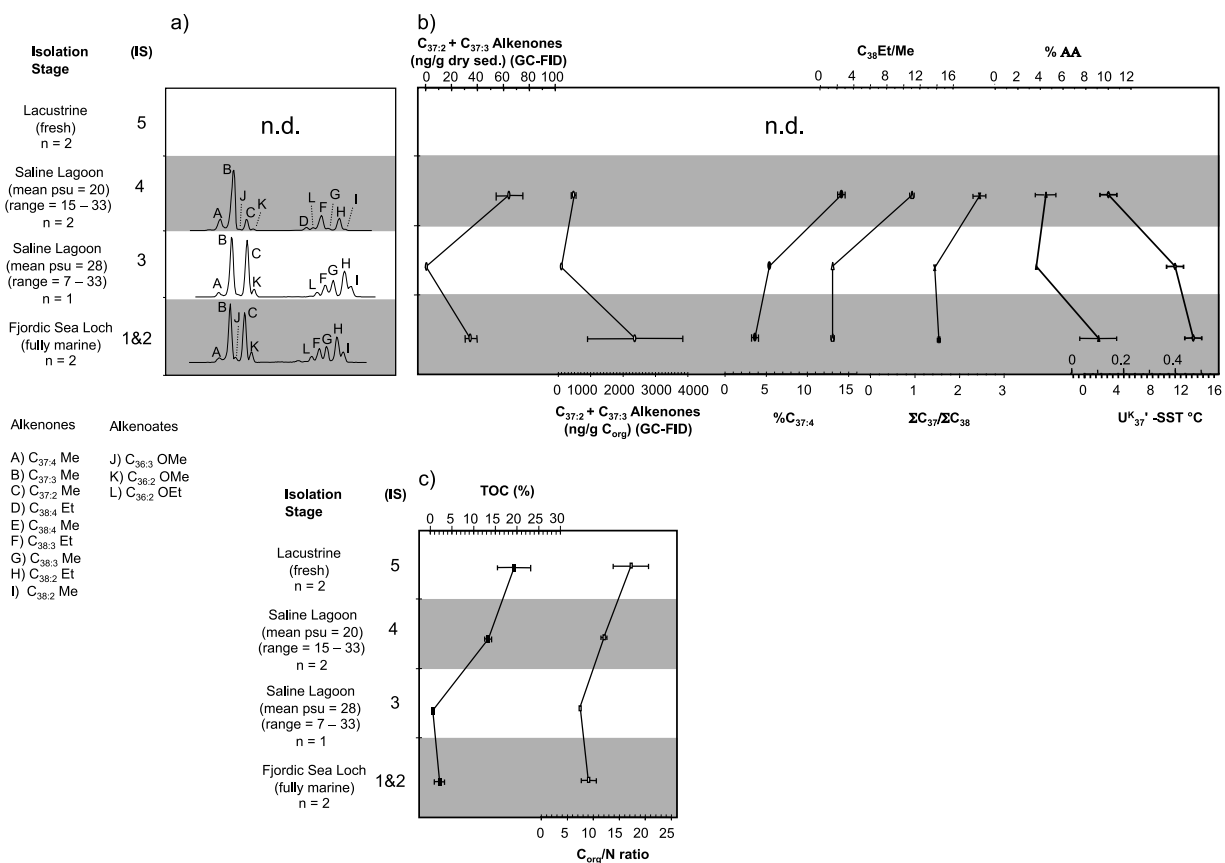 a)
b)
Isolation
Stage
(IS)
C37:2 + C37:3 Alkenones
(ng/g dry sed.) (GC-FID)
0 20 40 60 80 100
C38Et/Me
0 4 8 12 16
% AA
0 2 4 6 8 10 12
Lacustrine
(fresh)
n = 2
5
n.d.
n.d.
Saline Lagoon
(mean psu = 20)
(range = 15 – 33)
n = 2
4
A B J C K D L F G H I
Saline Lagoon
(mean psu = 28)
(range = 7 – 33)
n = 1
3
A B C K L F G H I
Fjordic Sea Loch
(fully marine)
n = 2
1&2
A B J C K L F G H I
0 0.2 0.4
0 1000 2000 3000 4000
C37:2 + C37:3 Alkenones
(ng/g Corg) (GC-FID)
0 5 10 15
%C37:4
0 1 2 3
ΣC37/ΣC38
0 4 8 12 16
UK37' -SST °C
Alkenones
A) C37:4 Me
B) C37:3 Me
C) C37:2 Me
D) C38:4 Et
E) C38:4 Me
F) C38:3 Et
G) C38:3 Me
H) C38:2 Et
I) C38:2 Me
Alkenoates
J) C36:3 OMe
K) C36:2 OMe
L) C36:2 OEt
c)
Isolation
Stage
(IS)
TOC (%)
0 5 10 15 20 25 30
Lacustrine
(fresh)
n = 2
5
Saline Lagoon
(mean psu = 20)
(range = 15 – 33)
n = 2
4
Saline Lagoon
(mean psu = 28)
(range = 7 – 33)
n = 1
3
Fjordic Sea Loch
(fully marine)
n = 2
1&2
0 5 10 15 20 25
Corg/N ratio